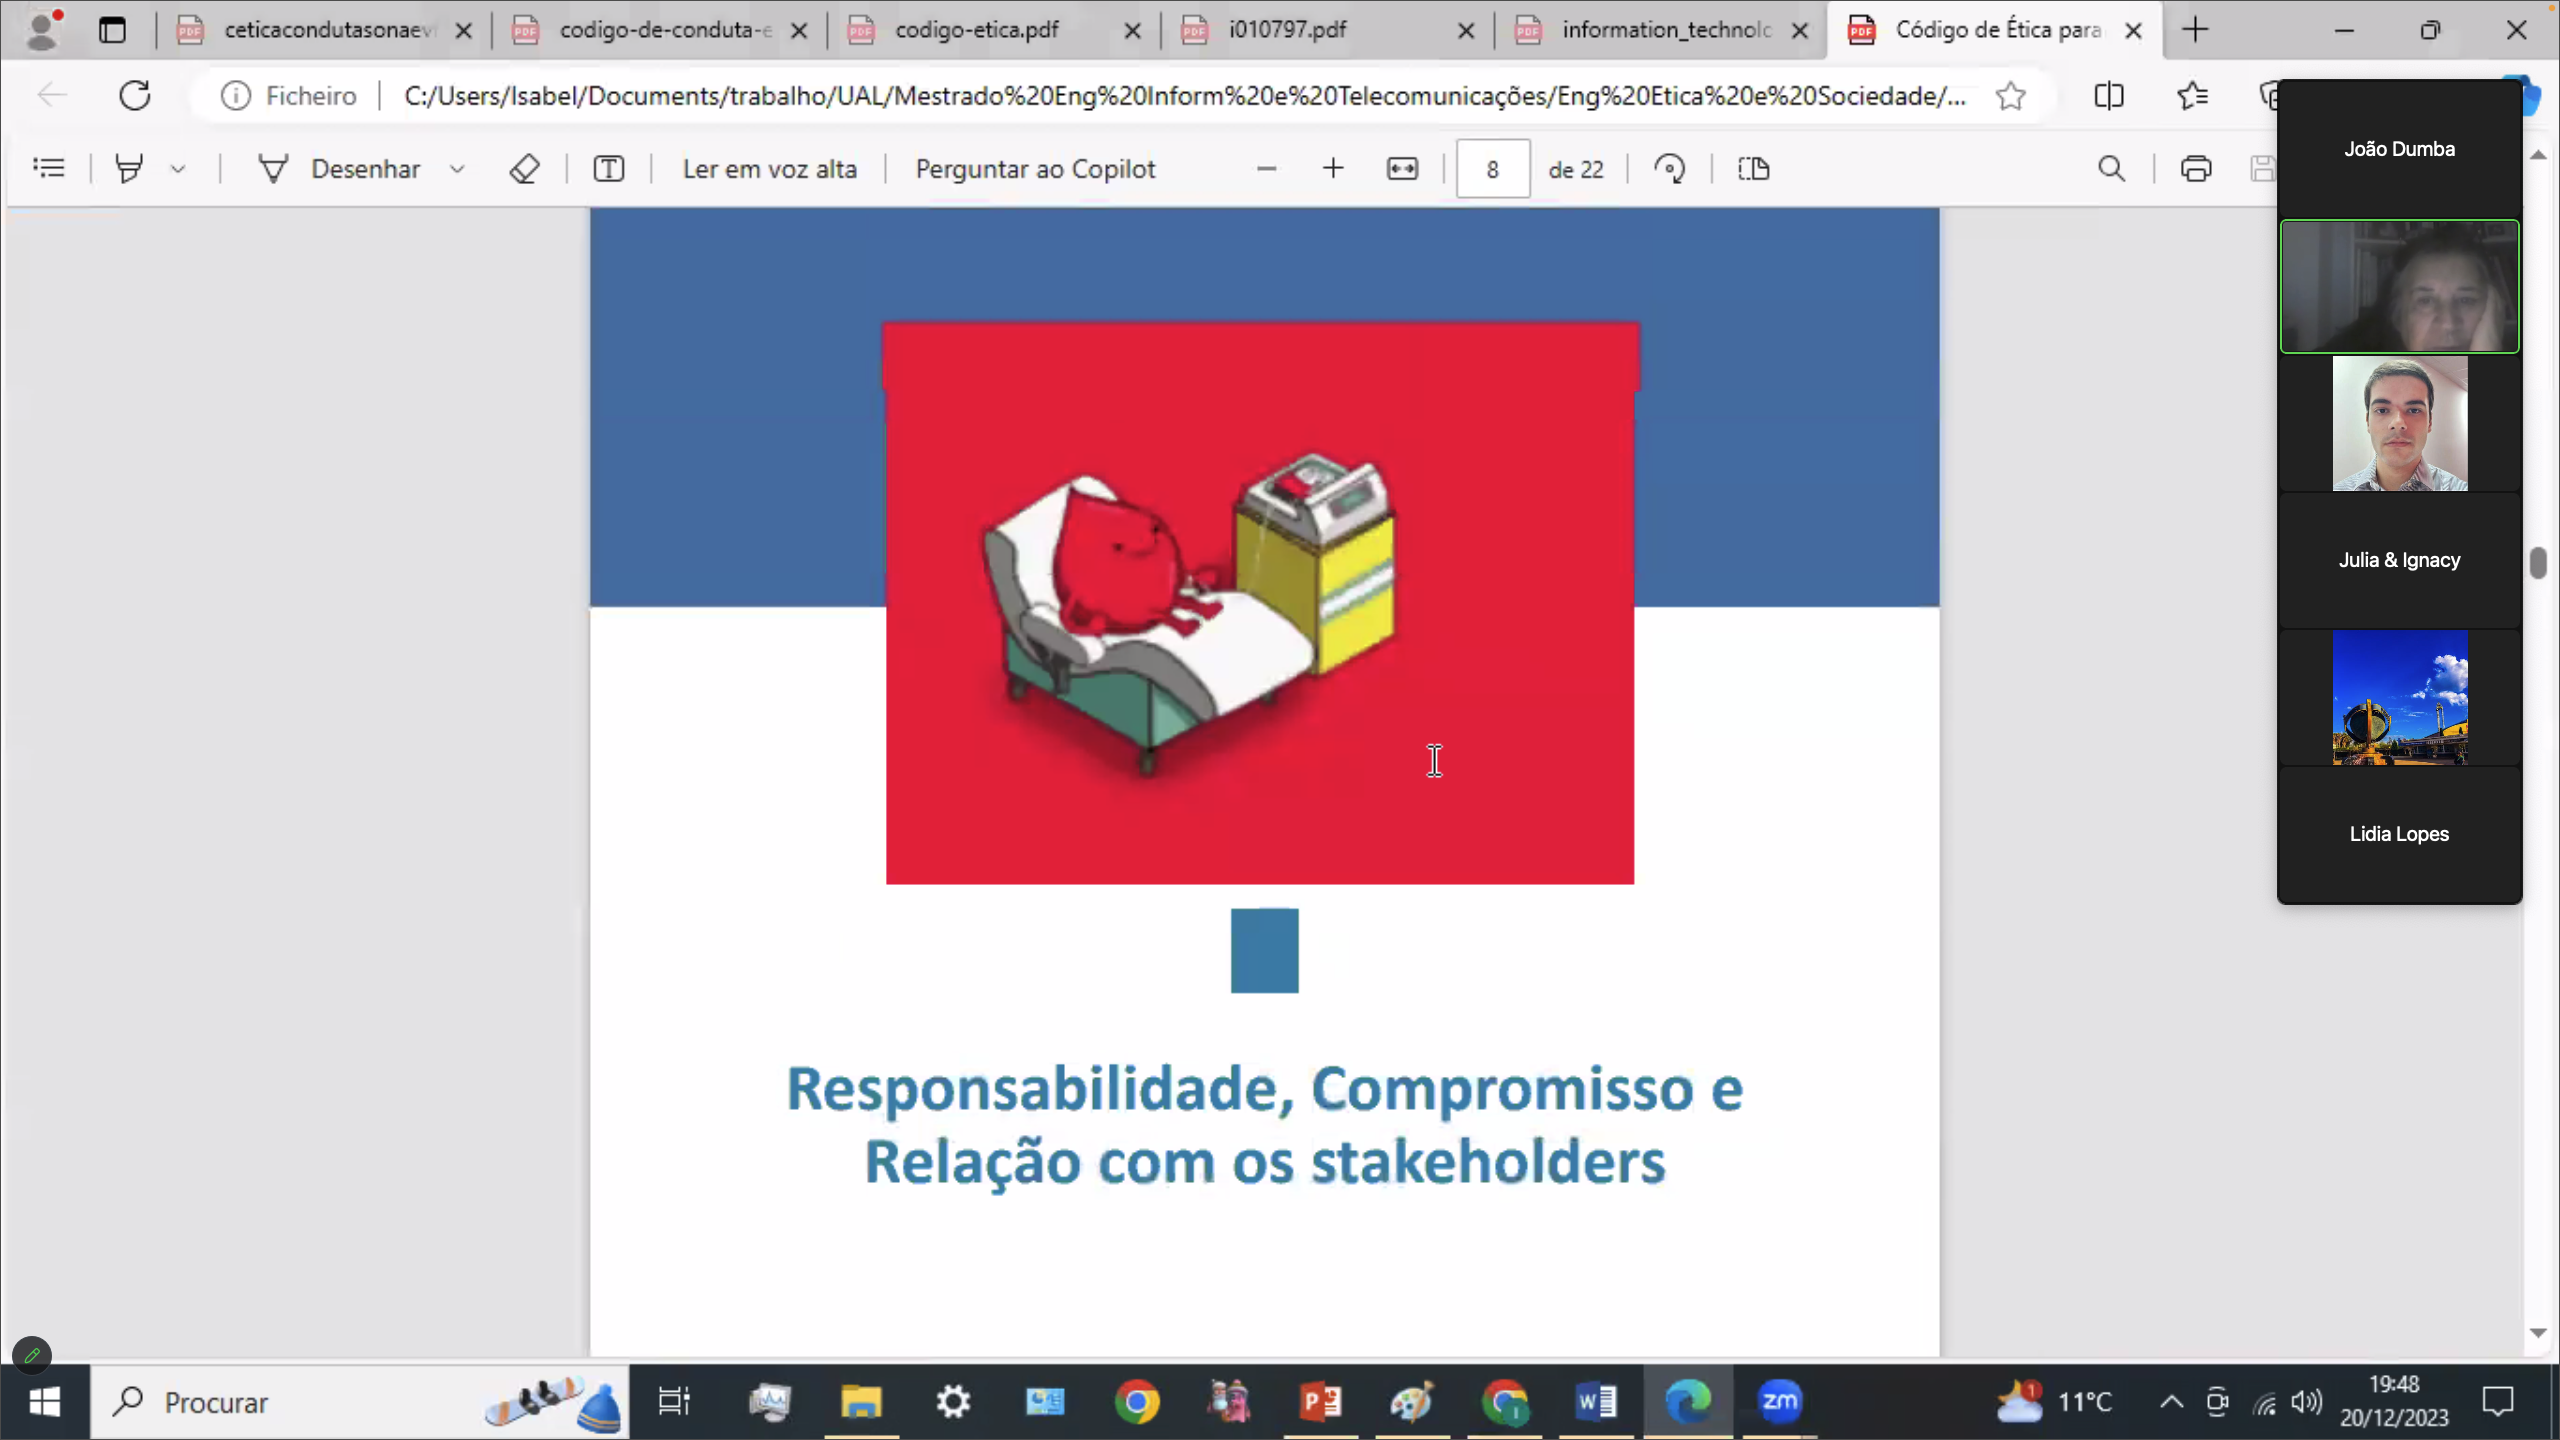 ceticacondutasonaev
codigo-de-conduta-e
codigo-etica.pdf
i010797.pdf
information_technolo
Código de Ética para
Ficheiro
C:/Users/Isabel/Documents/trabalho/UAL/Mestrado%20Eng%20Inform%20e%20Telecomunicações/Eng%20Etica%20e%20Sociedade/...
Desenhar
Ler em voz alta
Perguntar ao Copilot
8
de 22
João Dumba
Julia & Ignacy
Lidia Lopes
Responsabilidade, Compromisso e
Relação com os stakeholders
Procurar
zm
1
11°C
19:48
20/12/2023